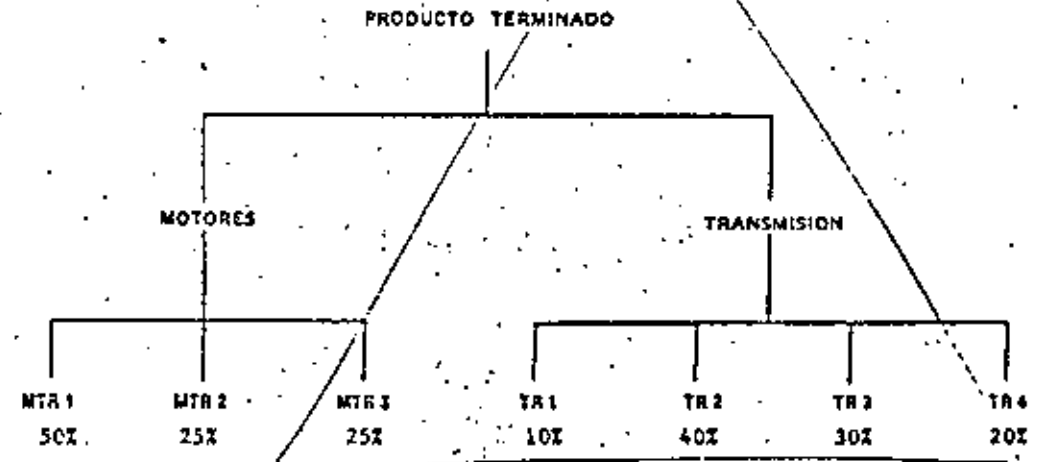 PRODUCTO TERMINADO
MOTORES TRANSMISION
MTR 1 MTR 2 MTR 3 TR 1 TR 2 TR 3 TR 4
50% 25% 25% 10% 40% 30% 20%